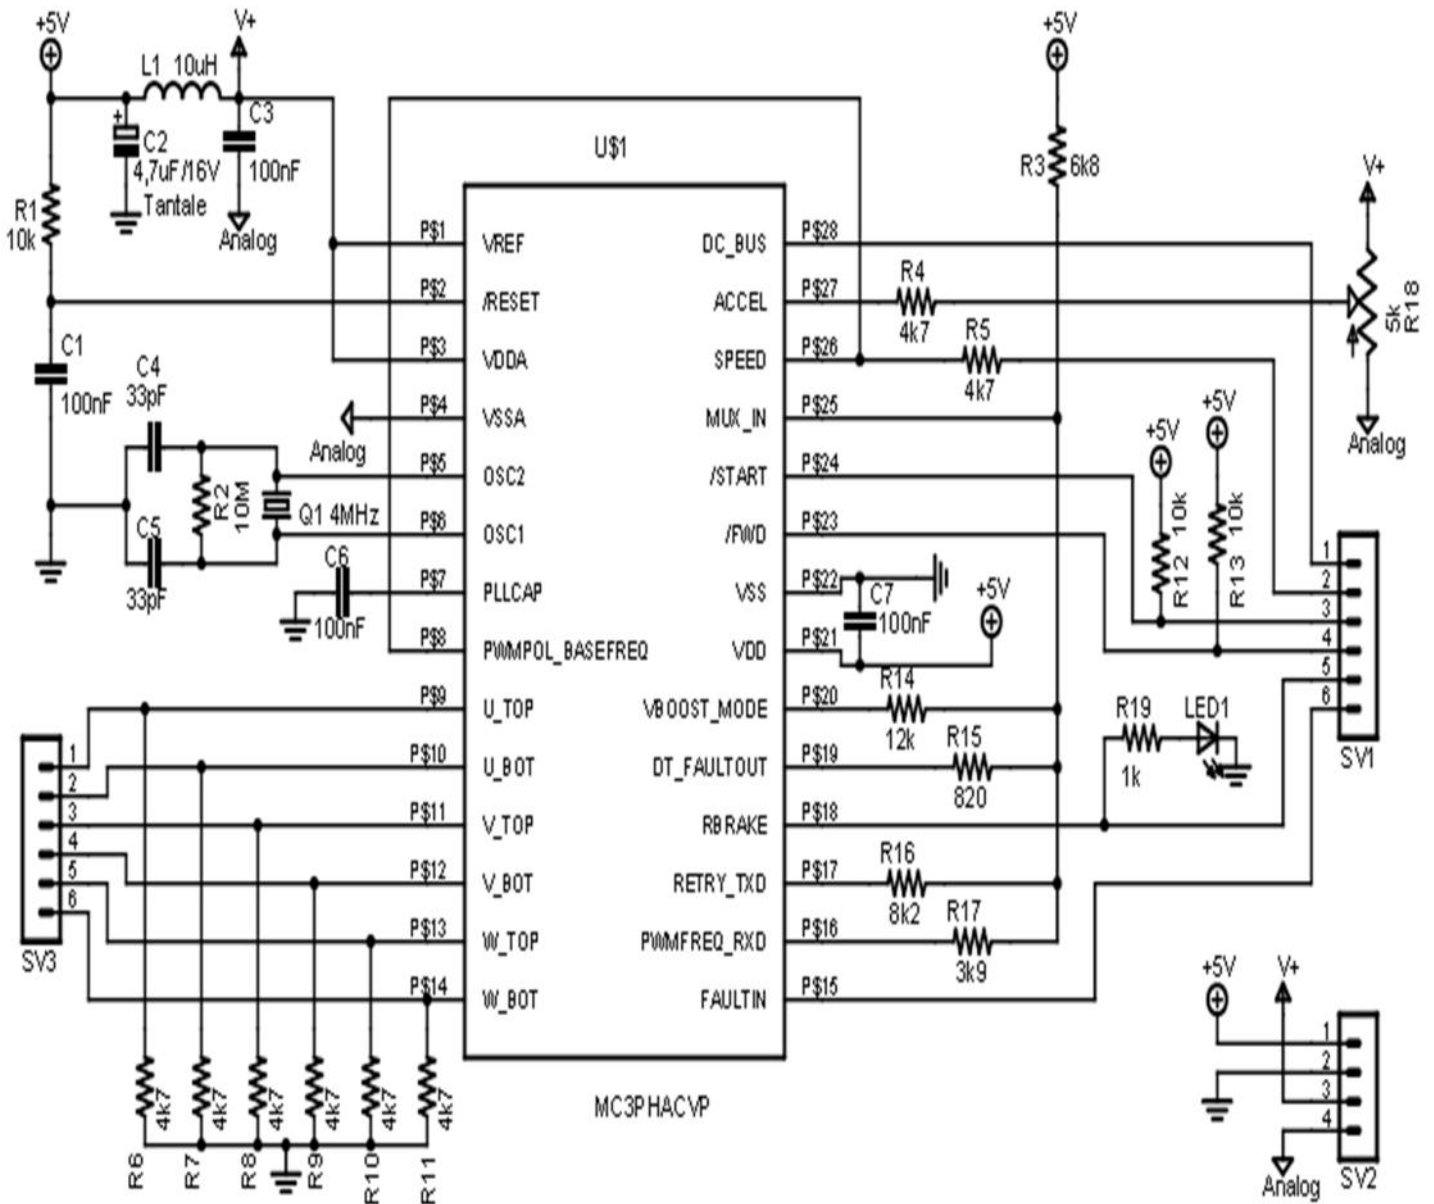 +5V
V+
L1 10uH
C3
100nF
Analog
+
C2
4,7uF/16V
Tantale
R1
10k
C1
100nF
C4
33pF
C5
33pF
R2
10M
Q1 4MHz
Analog
C6
100nF
U$1
P$1 VREF
P$2 /RESET
P$3 VDDA
P$4 VSSA
P$5 OSC2
P$6 OSC1
P$7 PLLCAP
P$8 PWMPOL_BASEFREQ
P$9 U_TOP
P$10 U_BOT
P$11 V_TOP
P$12 V_BOT
P$13 W_TOP
P$14 W_BOT
DC_BUS P$28
ACCEL P$27
SPEED P$26
MUX_IN P$25
/START P$24
/FWD P$23
VSS P$22
VDD P$21
VBOOST_MODE P$20
DT_FAULTOUT P$19
RBRAKE P$18
RETRY_TXD P$17
PWMFREQ_RXD P$16
FAULTIN P$15
MC3PHACVP
+5V
R3 6k8
R4
4k7
R5
4k7
V+
5k
R18
Analog
+5V
10k
R12
+5V
10k
R13
C7
100nF
+5V
R14
12k
R15
820
R16
8k2
R17
3k9
R19
1k
LED1
1
2
3
4
5
6
SV1
1
2
3
4
5
6
SV3
4k7
4k7
4k7
4k7
4k7
4k7
R6
R7
R8
R9
R10
R11
+5V
V+
1
2
3
4
Analog
SV2